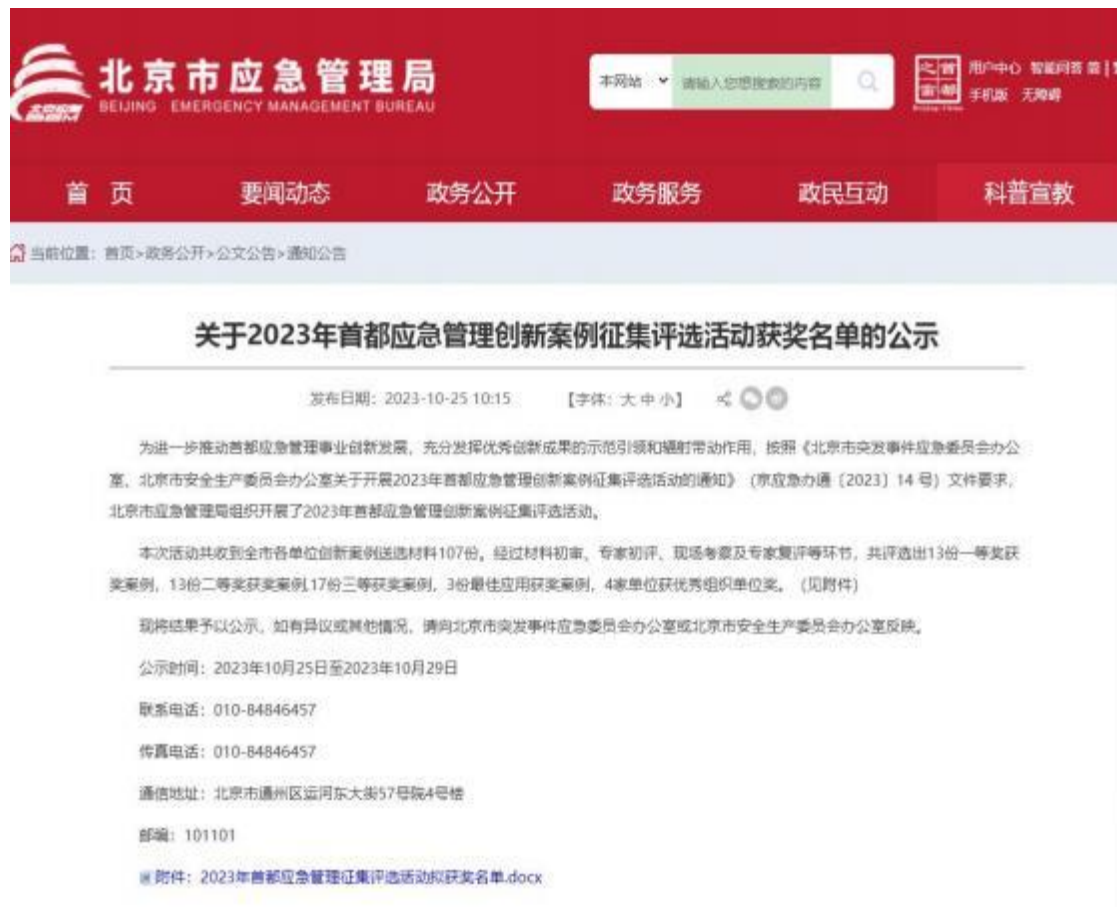 北京市应急管理局
BEIJING EMERGENCY MANAGEMENT BUREAU
本网站 请输入您想搜索的内容
首都之窗
用户中心 智能问答 简 |
手机版 无障碍
首 页 要闻动态 政务公开 政务服务 政民互动 科普宣教
当前位置：首页>政务公开>公文公告>通知公告
关于2023年首都应急管理创新案例征集评选活动获奖名单的公示
发布日期：2023-10-25 10:15 【字体：大 中 小】
为进一步推动首都应急管理事业创新发展，充分发挥优秀创新成果的示范引领和辐射带动作用，按照《北京市突发事件应急委员会办公
室、北京市安全生产委员会办公室关于开展2023年首都应急管理创新案例征集评选活动的通知》（京应急办通〔2023〕14 号）文件要求，
北京市应急管理局组织开展了2023年首都应急管理创新案例征集评选活动。
本次活动共收到全市各单位创新案例送选材料107份，经过材料初审、专家初评、现场考察及专家复评等环节，共评选出13份一等奖获
奖案例，13份二等奖获奖案例,17份三等获奖案例，3份最佳应用获奖案例，4家单位获优秀组织单位奖。（见附件）
现将结果予以公示，如有异议或其他情况，请向北京市突发事件应急委员会办公室或北京市安全生产委员会办公室反映。
公示时间：2023年10月25日至2023年10月29日
联系电话：010-84846457
传真电话：010-84846457
通信地址：北京市通州区运河东大街57号院4号楼
邮编：101101
附件：2023年首都应急管理征集评选活动拟获奖名单.docx